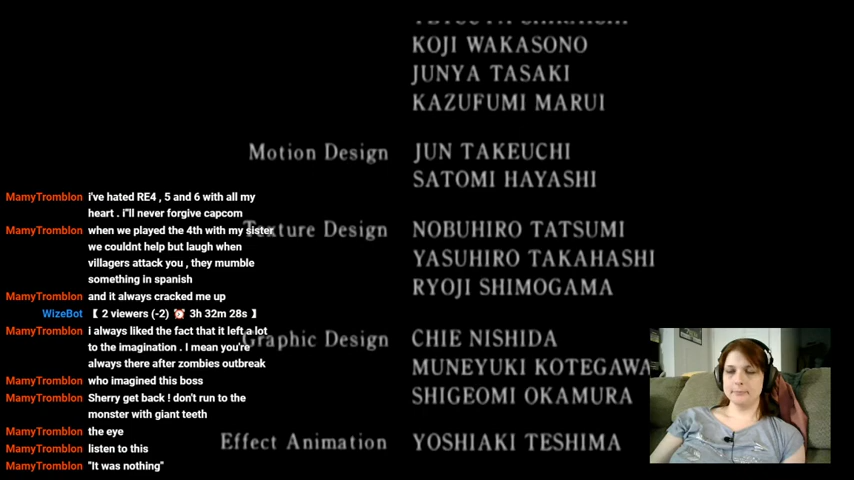 KOJI WAKASONO
JUNYA TASAKI
KAZUFUMI MARUI
Motion Design JUN TAKEUCHI
SATOMI HAYASHI
Texture Design NOBUHIRO TATSUMI
YASUHIRO TAKAHASHI
RYOJI SHIMOGAMA
Graphic Design CHIE NISHIDA
MUNEYUKI KOTEGAWA
SHIGEOMI OKAMURA
Effect Animation YOSHIAKI TESHIMA
MamyTromblon i've hated RE4 , 5 and 6 with all my
heart . i"ll never forgive capcom
MamyTromblon when we played the 4th with my sister
we couldnt help but laugh when
villagers attack you , they mumble
something in spanish
MamyTromblon and it always cracked me up
WizeBot 【 2 viewers (-2) ⏰ 3h 32m 28s 】
MamyTromblon i always liked the fact that it left a lot
to the imagination . I mean you're
always there after zombies outbreak
MamyTromblon who imagined this boss
MamyTromblon Sherry get back ! don't run to the
monster with giant teeth
MamyTromblon the eye
MamyTromblon listen to this
MamyTromblon "It was nothing"